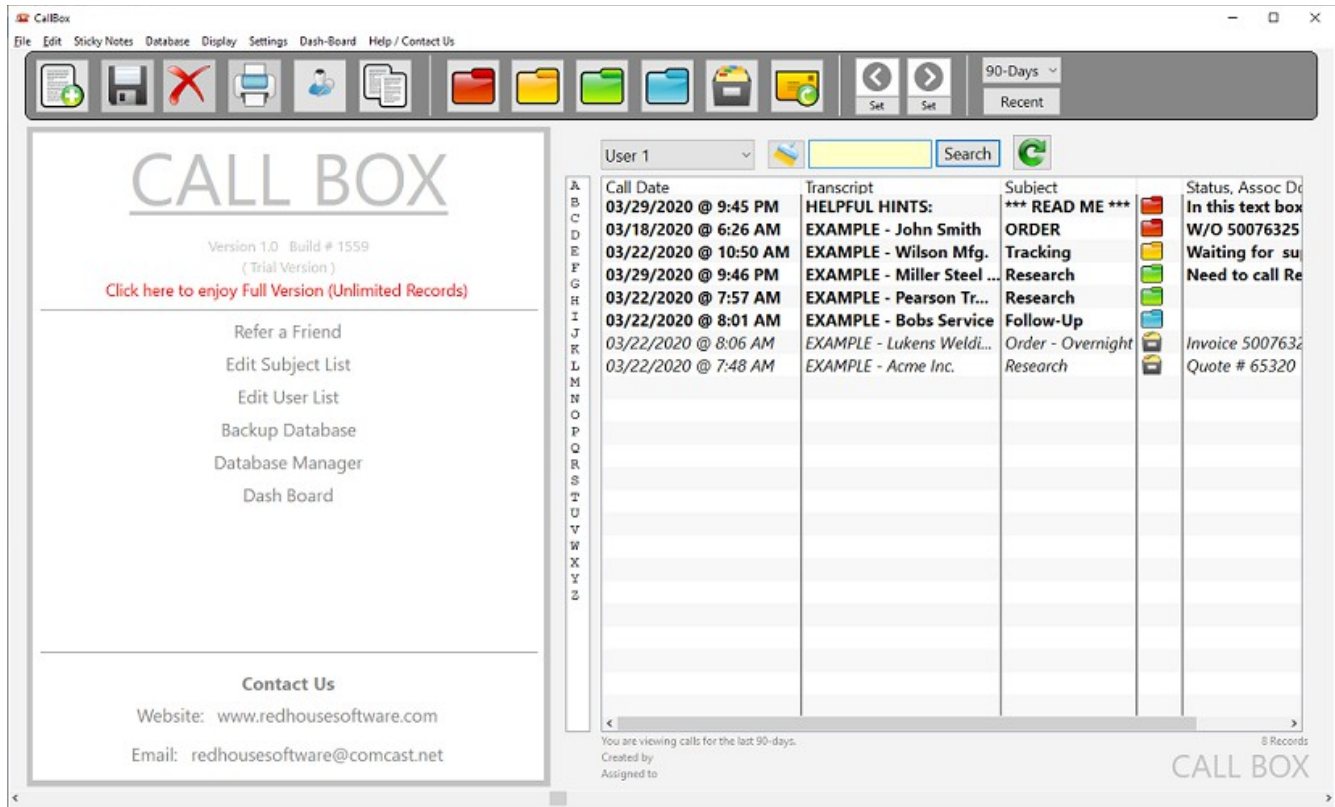 CallBox
File Edit Sticky Notes Database Display Settings Dash-Board Help / Contact Us
Set Set
90-Days
Recent
CALL BOX
Version 1.0 Build # 1559
( Trial Version )
Click here to enjoy Full Version (Unlimited Records)
Refer a Friend
Edit Subject List
Edit User List
Backup Database
Database Manager
Dash Board
Contact Us
Website: www.redhousesoftware.com
Email: redhousesoftware@comcast.net
A
B
C
D
E
F
G
H
I
J
K
L
M
N
O
P
Q
R
S
T
U
V
W
X
Y
Z
User 1 Search
Call Date Transcript Subject Status, Assoc Do
03/29/2020 @ 9:45 PM HELPFUL HINTS: *** READ ME *** In this text box
03/18/2020 @ 6:26 AM EXAMPLE - John Smith ORDER W/O 50076325
03/22/2020 @ 10:50 AM EXAMPLE - Wilson Mfg. Tracking Waiting for su
03/29/2020 @ 9:46 PM EXAMPLE - Miller Steel ... Research Need to call Re
03/22/2020 @ 7:57 AM EXAMPLE - Pearson Tr... Research
03/22/2020 @ 8:01 AM EXAMPLE - Bobs Service Follow-Up
03/22/2020 @ 8:06 AM EXAMPLE - Lukens Weldi... Order - Overnight Invoice 5007632
03/22/2020 @ 7:48 AM EXAMPLE - Acme Inc. Research Quote # 65320
You are viewing calls for the last 90-days. 8 Records
Created by
Assigned to
CALL BOX